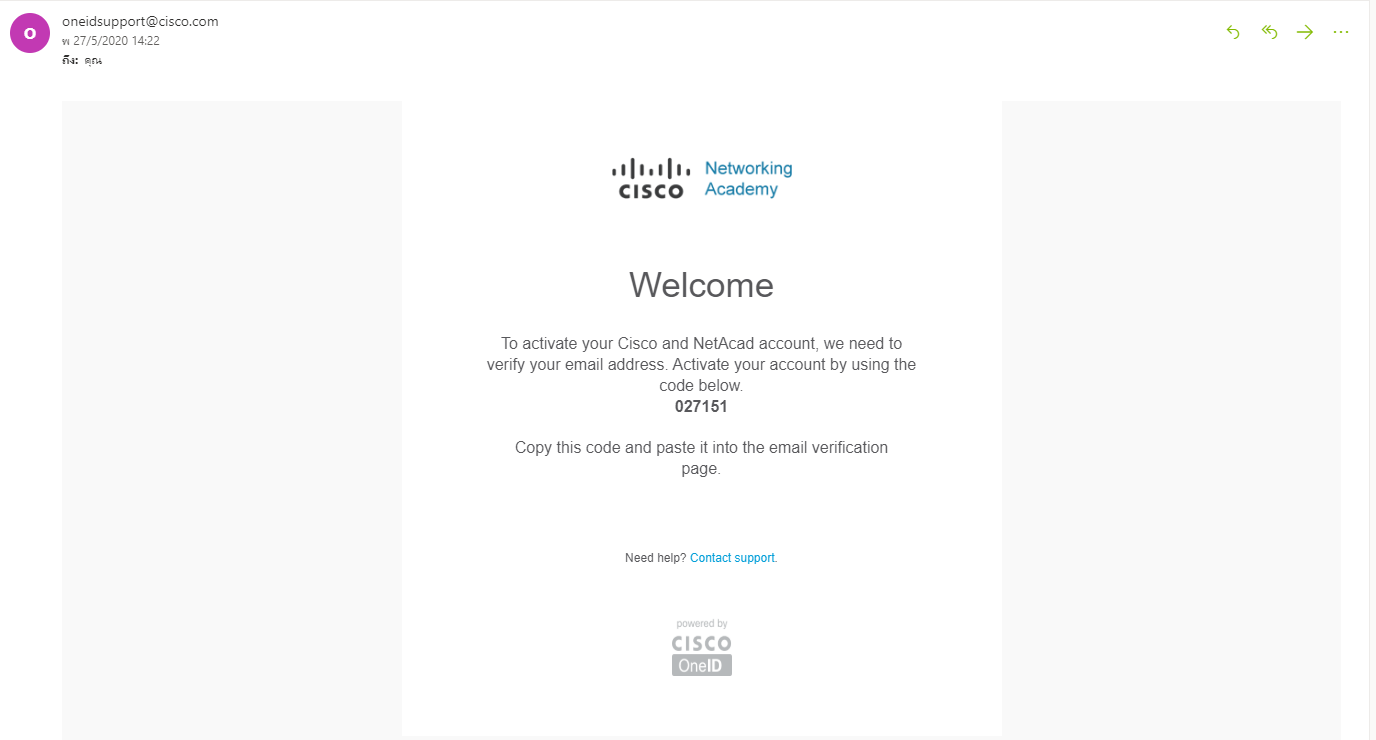 O
oneidsupport@cisco.com
พ 27/5/2020 14:22
ถึง: คุณ
CISCO
Networking
Academy
Welcome
To activate your Cisco and NetAcad account, we need to
verify your email address. Activate your account by using the
code below.
027151
Copy this code and paste it into the email verification
page.
Need help? Contact support.
powered by
CISCO
OneID